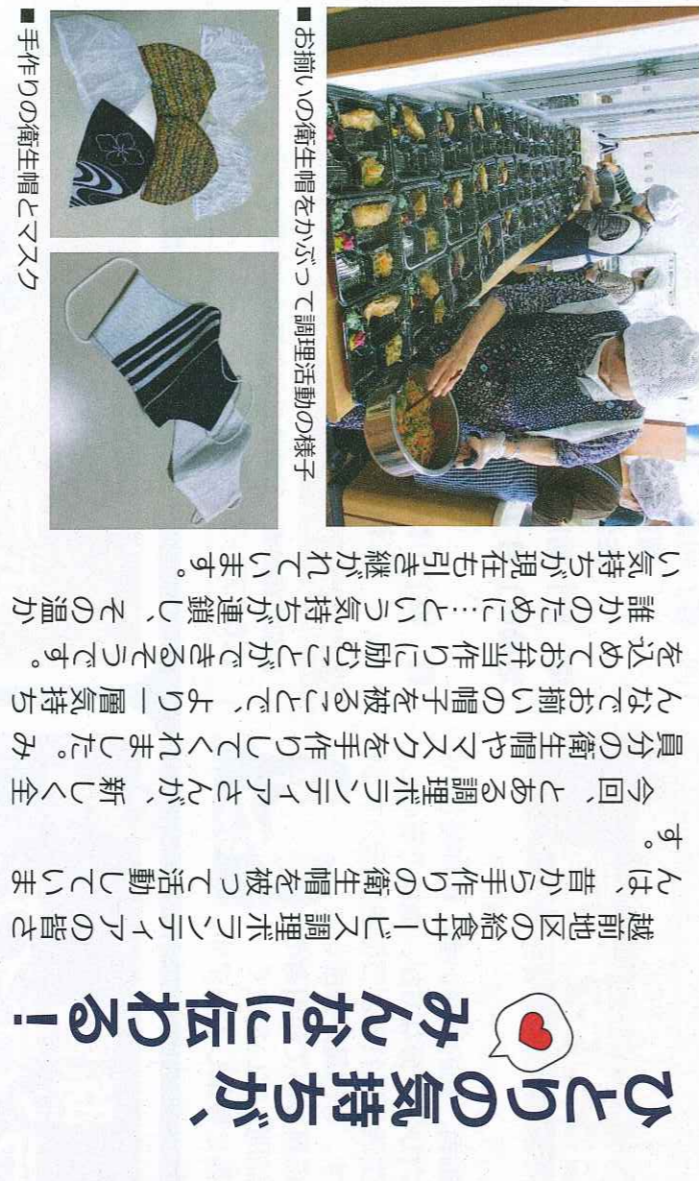 ひとりの気持ちが、
みんなに伝わる！
越前地区の給食サービス調理ボランティアの皆さ
んは、昔から手作りの衛生帽を被って活動していま
す。
今回、とある調理ボランティアさんが、新しく全
員分の衛生帽やマスクを手作りしてくれました。み
んなでお揃いの帽子を被ることで、より一層気持ち
を込めてお弁当作りに励むことができるそうです。
誰かのために…という気持ちが連鎖し、その温か
い気持ちが現在も引き継がれています。
■お揃いの衛生帽をかぶって調理活動の様子
■手作りの衛生帽とマスク